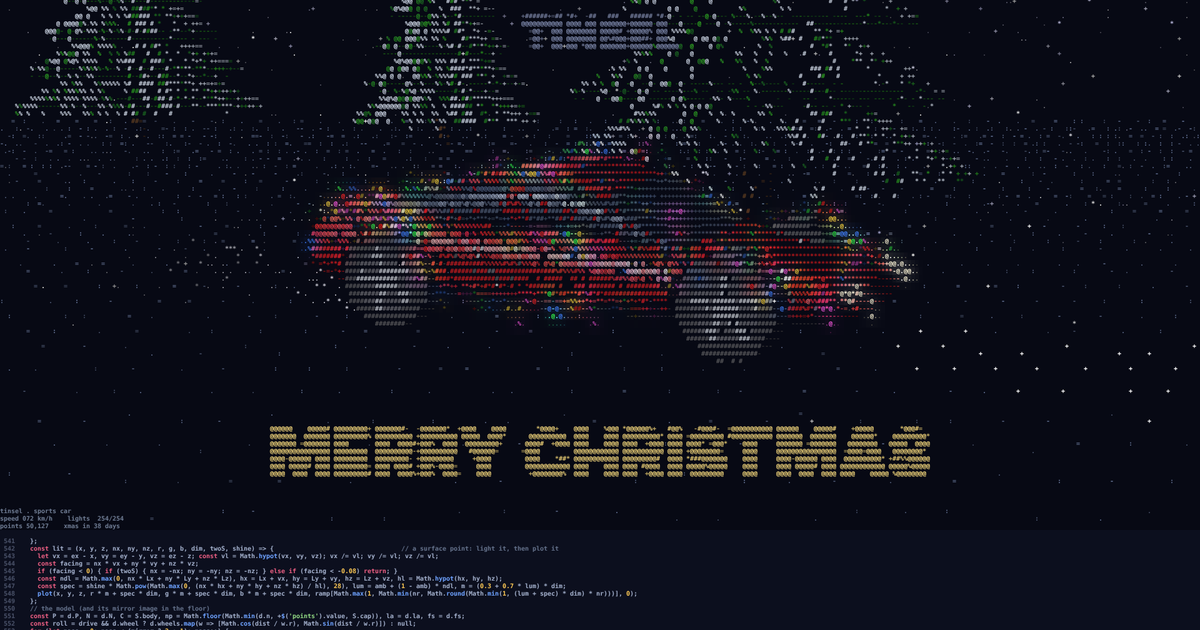 TINSEL
MERRY CHRISTMAS
tinsel . sports car
speed 072 km/h    lights  254/254
points 50,127    xmas in 38 days
541    };
542    const lit = (x, y, z, nx, ny, nz, r, g, b, dim, twoS, shine) => {    // a surface point: light it, then plot it
543      let vx = ex - x, vy = ey - y, vz = ez - z; const vl = Math.hypot(vx, vy, vz); vx /= vl; vy /= vl; vz /= vl;
544      const facing = nx * vx + ny * vy + nz * vz;
545      if (facing < 0) { if (twoS) { nx = -nx; ny = -ny; nz = -nz; } else if (facing < -0.08) return; }
546      const ndl = Math.max(0, nx * Lx + ny * Ly + nz * Lz), hx = Lx + vx, hy = Ly + vy, hz = Lz + vz, hl = Math.hypot(hx, hy, hz);
547      const spec = shine * Math.pow(Math.max(0, (nx * hx + ny * hy + nz * hz) / hl), 28), lum = amb + (1 - amb) * ndl, m = (0.3 + 0.7 * lum) * dim;
548      plot(x, y, z, r * m + spec * dim, g * m + spec * dim, b * m + spec * dim, ramp[Math.max(1, Math.min(nr, Math.round(Math.min(1, (lum + spec) * dim) * nr)))], 0);
549    };
550    // the model (and its mirror image in the floor)
551    const P = d.P, N = d.N, C = S.body, np = Math.floor(Math.min(d.n, +$('points').value, S.cap)), la = d.la, fs = d.fs;
552    const roll = drive && d.wheel ? d.wheels.map(w => [Math.cos(dist / w.r), Math.sin(dist / w.r)]) : null;